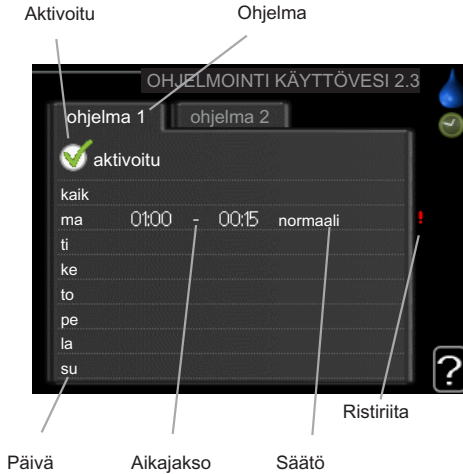 Aktivoitu Ohjelma
OHJELMOINTI KÄYTTÖVESI 2.3
ohjelma 1 ohjelma 2
aktivoitu
kaik
ma 01:00 - 00:15 normaali !
ti
ke
to
pe
la
su ?
Ristiriita
Päivä Aikajakso Säätö